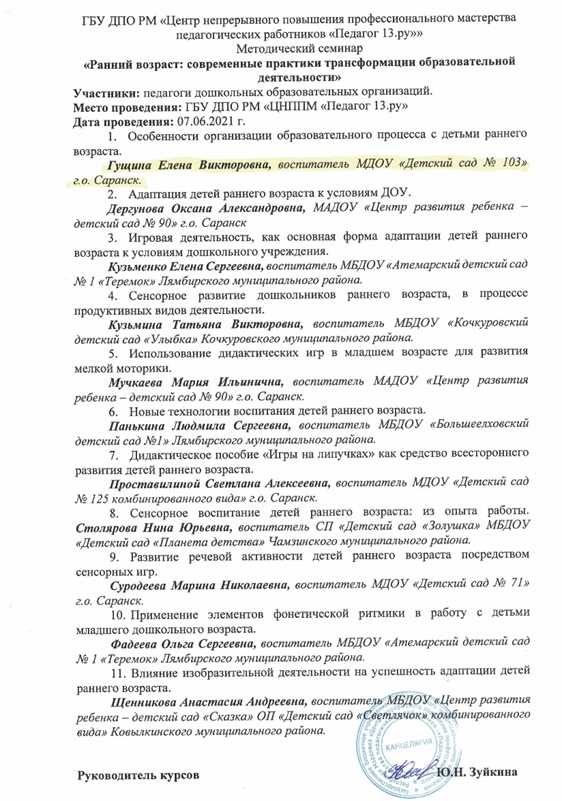 ГБУ ДПО РМ «Центр непрерывного повышения профессионального мастерства
педагогических работников «Педагог 13.ру»»
Методический семинар
«Ранний возраст: современные практики трансформации образовательной
деятельности»
Участники: педагоги дошкольных образовательных организаций.
Место проведения: ГБУ ДПО РМ «ЦНППМ «Педагог 13.ру»
Дата проведения: 07.06.2021 г.
1. Особенности организации образовательного процесса с детьми раннего
возраста.
Гущина Елена Викторовна, воспитатель МДОУ «Детский сад № 103»
г.о. Саранск.
2. Адаптация детей раннего возраста к условиям ДОУ.
Дергунова Оксана Александровна, МАДОУ «Центр развития ребенка –
детский сад № 90» г.о. Саранск
3. Игровая деятельность, как основная форма адаптации детей раннего
возраста к условиям дошкольного учреждения.
Кузьменко Елена Сергеевна, воспитатель МБДОУ «Атемарский детский сад
№ 1 «Теремок» Лямбирского муниципального района.
4. Сенсорное развитие дошкольников раннего возраста, в процессе
продуктивных видов деятельности.
Кузьмина Татьяна Викторовна, воспитатель МБДОУ «Кочкуровский
детский сад «Улыбка» Кочкуровского муниципального района.
5. Использование дидактических игр в младшем возрасте для развития
мелкой моторики.
Мучкаева Мария Ильинична, воспитатель МАДОУ «Центр развития
ребенка – детский сад № 90» г.о. Саранск.
6. Новые технологии воспитания детей раннего возраста.
Панькина Людмила Сергеевна, воспитатель МБДОУ «Большеелховский
детский сад №1» Лямбирского муниципального района.
7. Дидактическое пособие «Игры на липучках» как средство всестороннего
развития детей раннего возраста.
Проставилиной Светлана Алексеевна, воспитатель МДОУ «Детский сад
№ 125 комбинированного вида» г.о. Саранск.
8. Сенсорное воспитание детей раннего возраста: из опыта работы.
Столярова Нина Юрьевна, воспитатель СП «Детский сад «Золушка» МБДОУ
«Детский сад «Планета детства» Чамзинского муниципального района.
9. Развитие речевой активности детей раннего возраста посредством
сенсорных игр.
Суродеева Марина Николаевна, воспитатель МДОУ «Детский сад № 71»
г.о. Саранск.
10. Применение элементов фонетической ритмики в работу с детьми
младшего дошкольного возраста.
Фадеева Ольга Сергеевна, воспитатель МБДОУ «Атемарский детский сад
№ 1 «Теремок» Лямбирского муниципального района.
11. Влияние изобразительной деятельности на успешность адаптации детей
раннего возраста.
Щенникова Анастасия Андреевна, воспитатель МБДОУ «Центр развития
ребенка – детский сад «Сказка» ОП «Детский сад «Светлячок» комбинированного
вида» Ковылкинского муниципального района.
КАНЦЕЛЯРИЯ
Руководитель курсов Ю.Н. Зуйкина